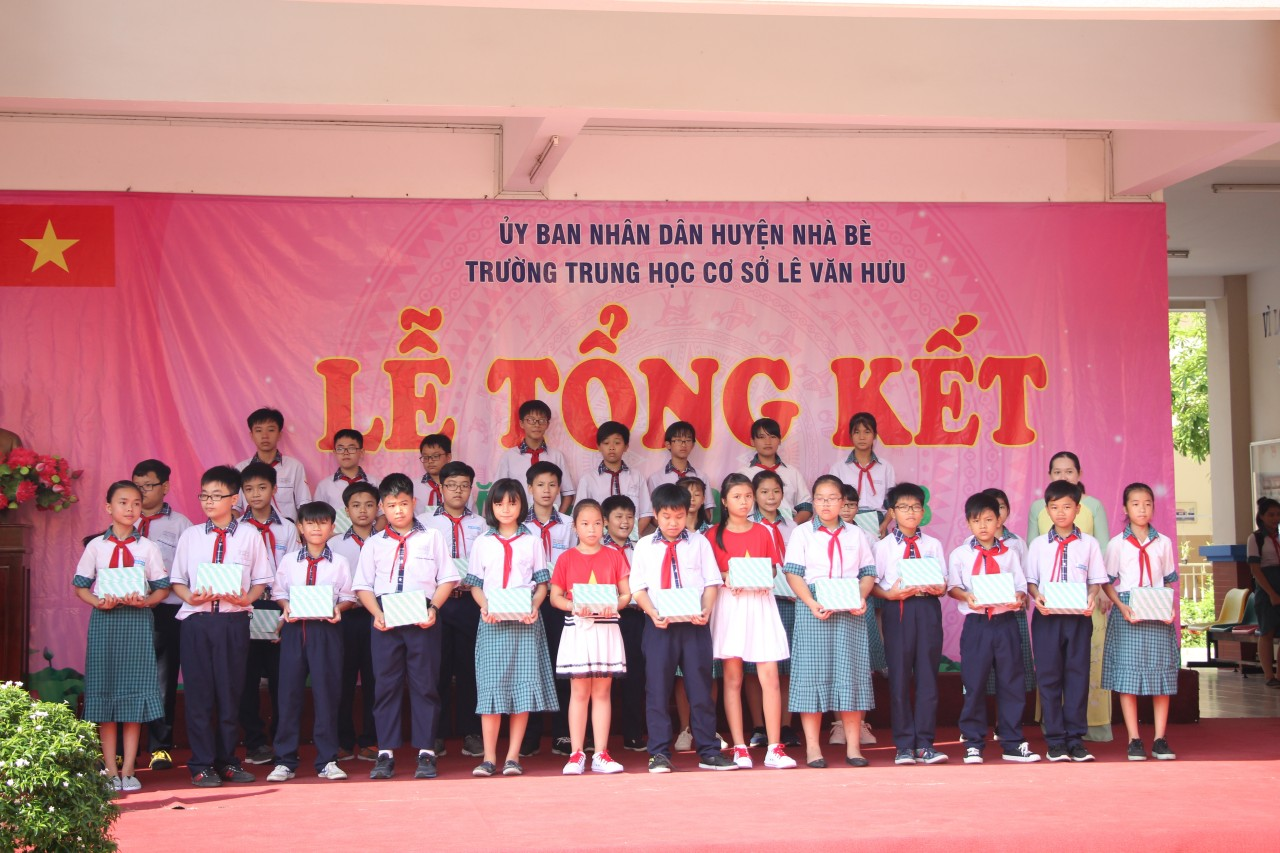 ỦY BAN NHÂN DÂN HUYỆN NHÀ BÈ
TRƯỜNG TRUNG HỌC CƠ SỞ LÊ VĂN HƯU
LỄ TỔNG KẾT